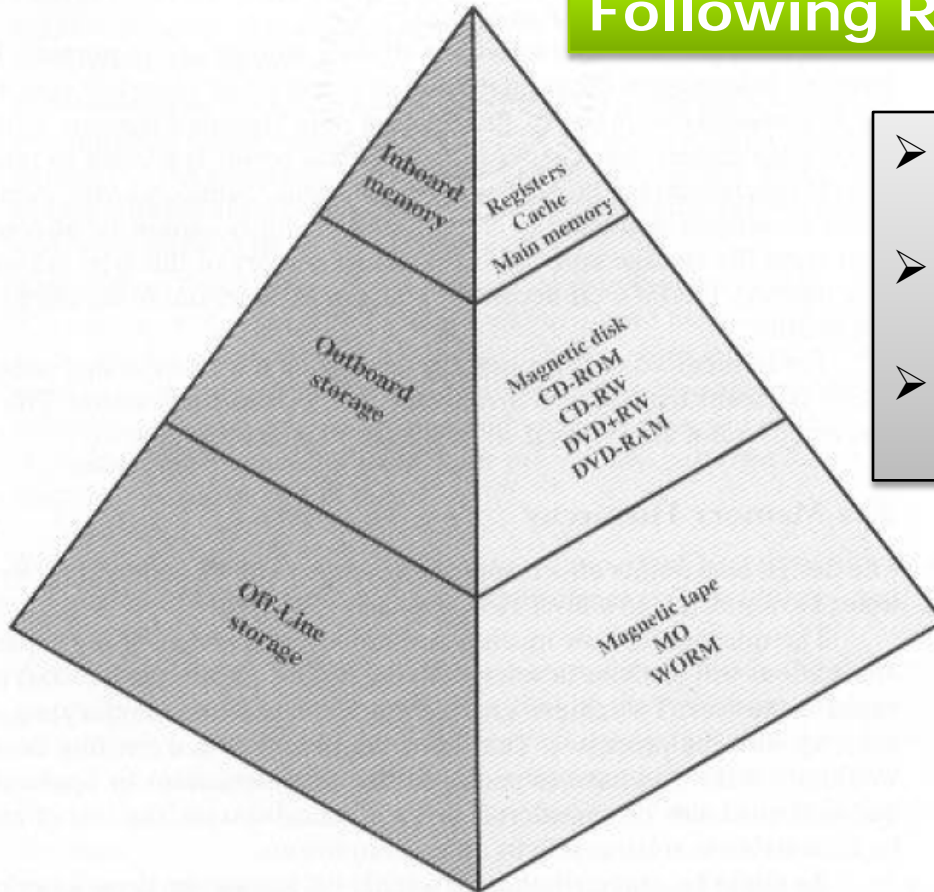 Following R
Inboard
memory
Registers
Cache
Main memory
Outboard
storage
Magnetic disk
CD-ROM
CD-RW
DVD+RW
DVD-RAM
Off-Line
storage
Magnetic tape
MO
WORM